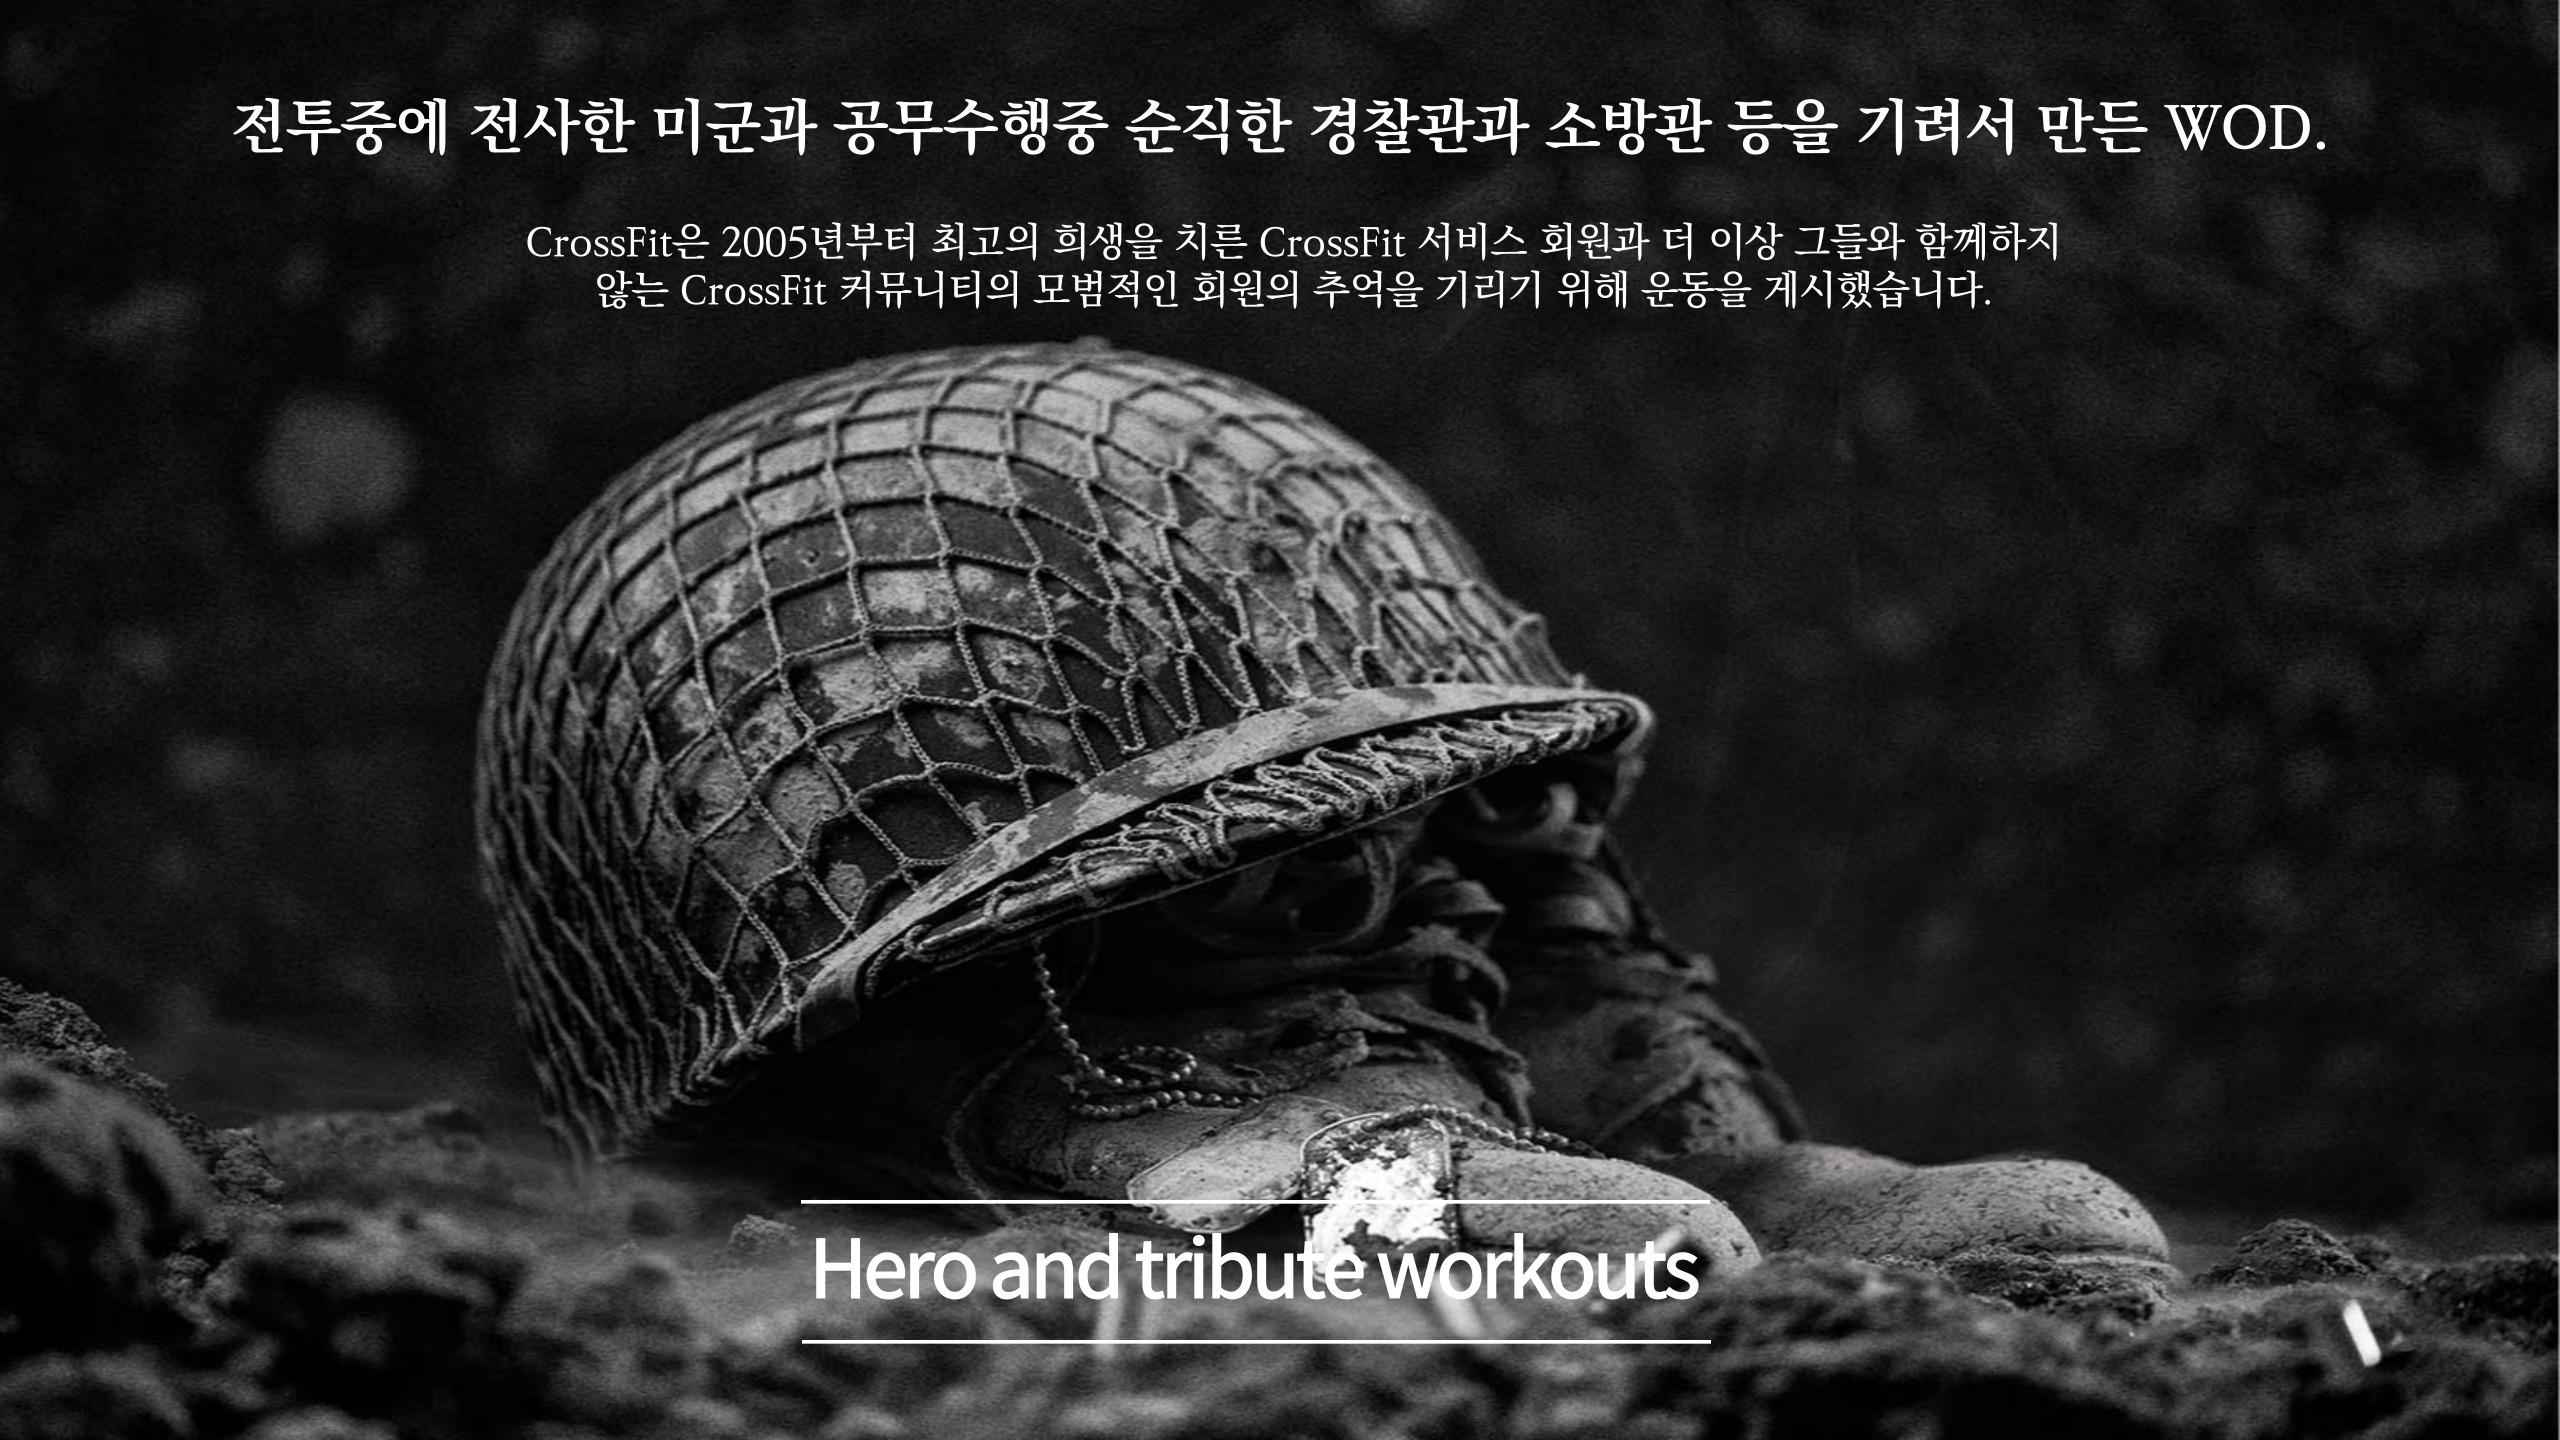 전투중에 전사한 미군과 공무수행중 순직한 경찰관과 소방관 등을 기려서 만든 WOD.
CrossFit은 2005년부터 최고의 희생을 치른 CrossFit 서비스 회원과 더 이상 그들와 함께하지
않는 CrossFit 커뮤니티의 모범적인 회원의 추억을 기리기 위해 운동을 게시했습니다.
Hero and tribute workouts